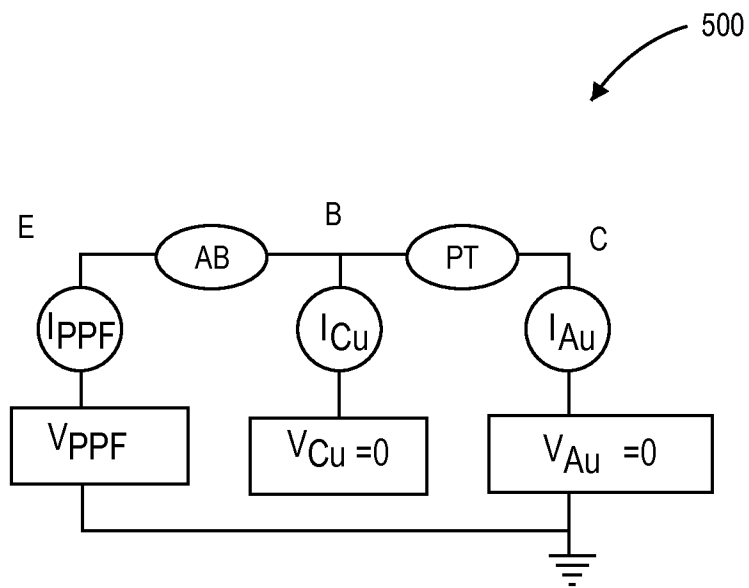 500
E
B
C
AB
PT
IPPF
ICu
IAu
VPPF
VCu =0
VAu =0